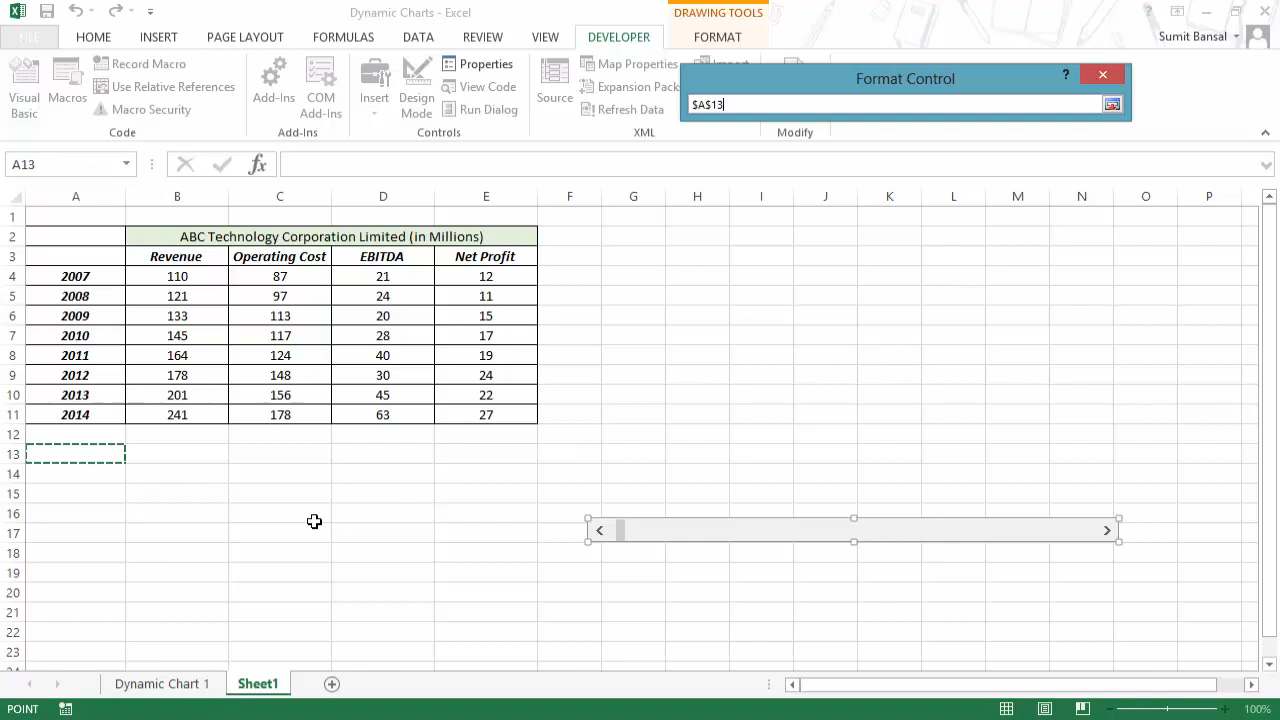 Dynamic Charts - Excel
DRAWING TOOLS
Sumit Bansal
FILE HOME INSERT PAGE LAYOUT FORMULAS DATA REVIEW VIEW DEVELOPER FORMAT
Visual Basic
Macros
Record Macro
Use Relative References
Macro Security
Code
Add-Ins
COM Add-Ins
Add-Ins
Insert
Design Mode
Properties
View Code
Run Dialog
Controls
Source
Map Properties
Expansion Pack
Refresh Data
Import
XML
Modify
Format Control
?
$A$13
A13
fx
A B C D E F G H I J K L M N O P
1
2 ABC Technology Corporation Limited (in Millions)
3 Revenue Operating Cost EBITDA Net Profit
4 2007 110 87 21 12
5 2008 121 97 24 11
6 2009 133 113 20 15
7 2010 145 117 28 17
8 2011 164 124 40 19
9 2012 178 148 30 24
10 2013 201 156 45 22
11 2014 241 178 63 27
12
13
14
15
16
17
18
19
20
21
22
23
Dynamic Chart 1 Sheet1
POINT 100%